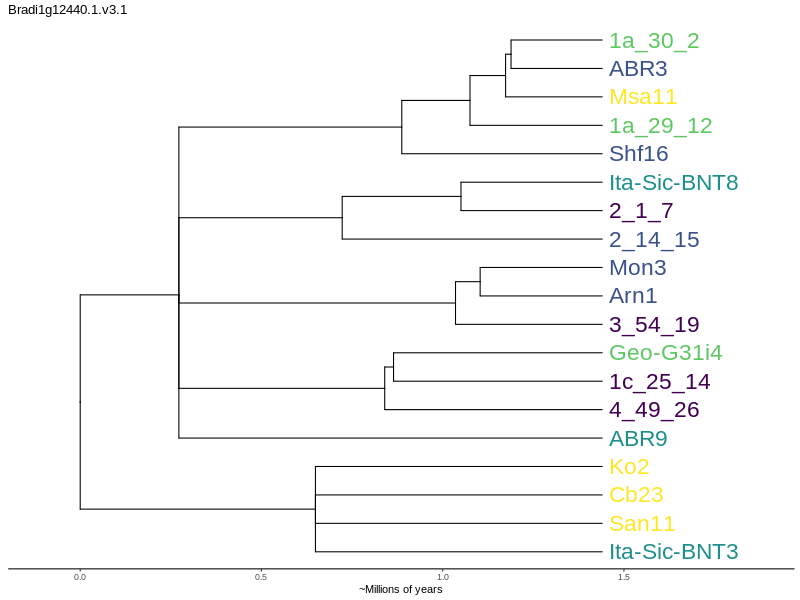 Bradi1g12440.1.v3.1
1a_30_2
ABR3
Msa11
1a_29_12
Shf16
Ita-Sic-BNT8
2_1_7
2_14_15
Mon3
Arn1
3_54_19
Geo-G31i4
1c_25_14
4_49_26
ABR9
Ko2
Cb23
San11
Ita-Sic-BNT3
0.0 0.5 1.0 1.5
~Millions of years